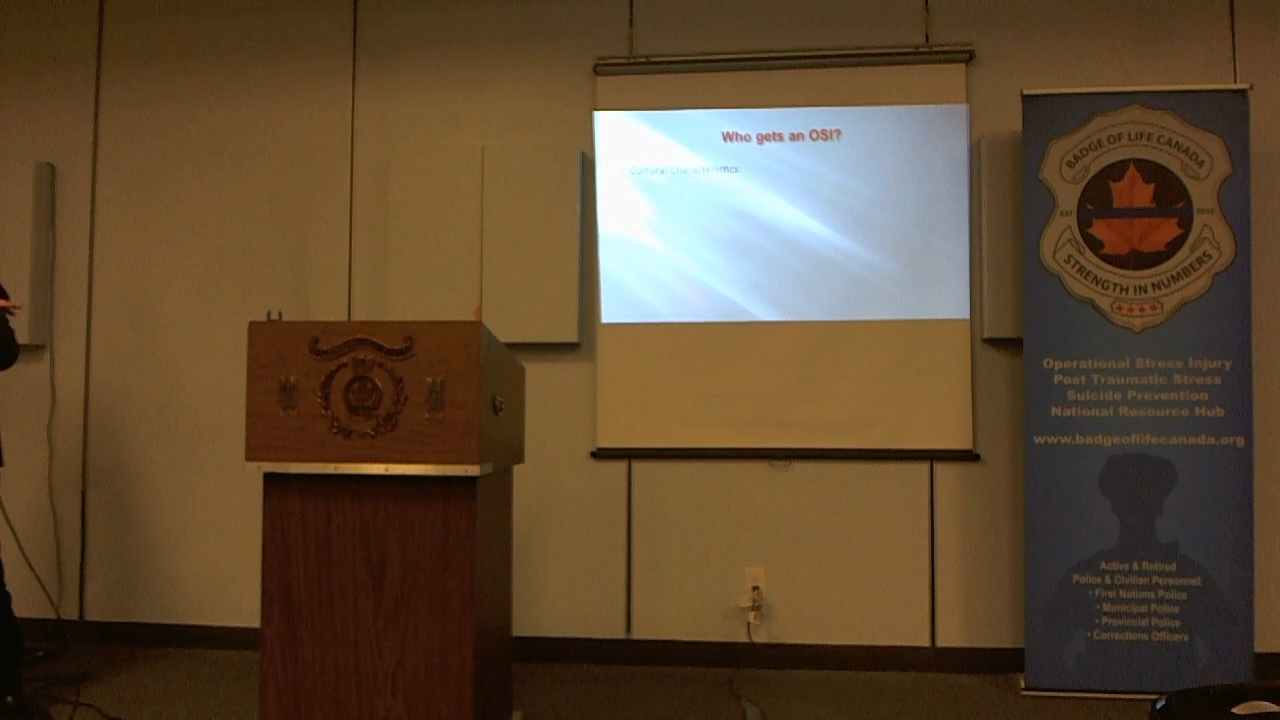 Who gets an OSI?
Cultural Characteristics:
BADGE OF LIFE CANADA
EST 2010
STRENGTH IN NUMBERS
Operational Stress Injury
Post Traumatic Stress
Suicide Prevention
National Resource Hub
www.badgeoflifecanada.org
Active & Retired
Police & Civilian Personnel:
• First Nations Police
• Municipal Police
• Provincial Police
• Corrections Officers